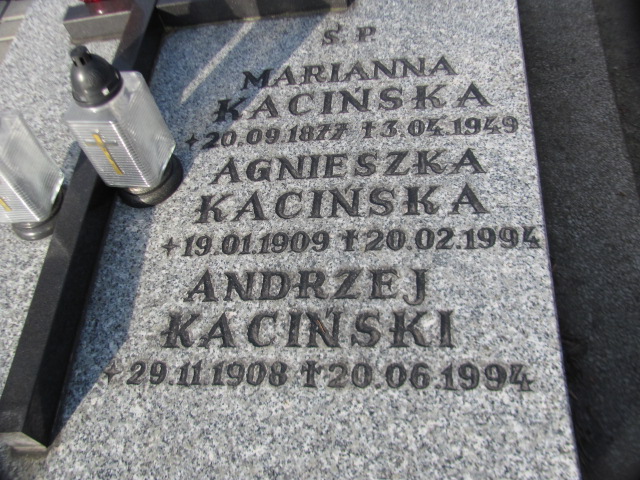 Ś.P.
MARIANNA
KACIŃSKA
✶20.09.1877 ✝3.04.1949
AGNIESZKA
KACIŃSKA
✶19.01.1909 ✝20.02.1994
ANDRZEJ
KACIŃSKI
✶29.11.1908 ✝20.06.1994